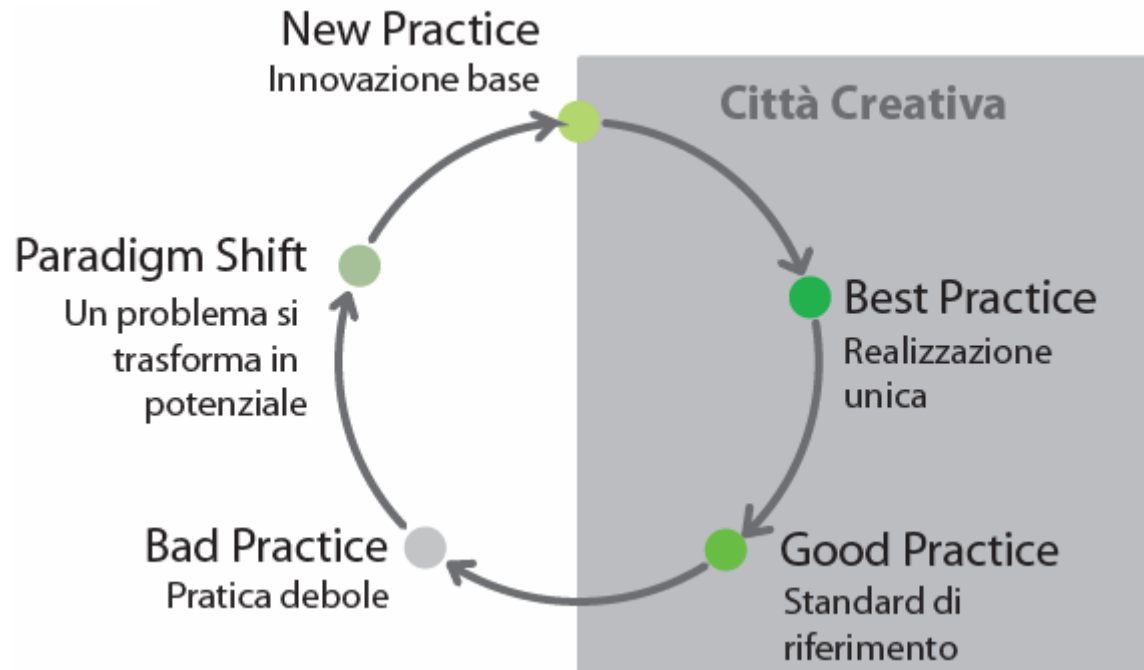 New Practice
Innovazione base
Città Creativa
Paradigm Shift
Un problema si
trasforma in
potenziale
Best Practice
Realizzazione
unica
Bad Practice
Pratica debole
Good Practice
Standard di
riferimento